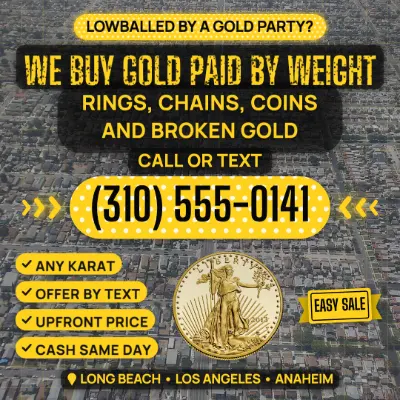 LOWBALLED BY A GOLD PARTY?
WE BUY GOLD PAID BY WEIGHT
RINGS, CHAINS, COINS
AND BROKEN GOLD
CALL OR TEXT
(310) 555-0141
ANY KARAT
OFFER BY TEXT
UPFRONT PRICE
CASH SAME DAY
LIBERTY
EASY SALE
LONG BEACH • LOS ANGELES • ANAHEIM